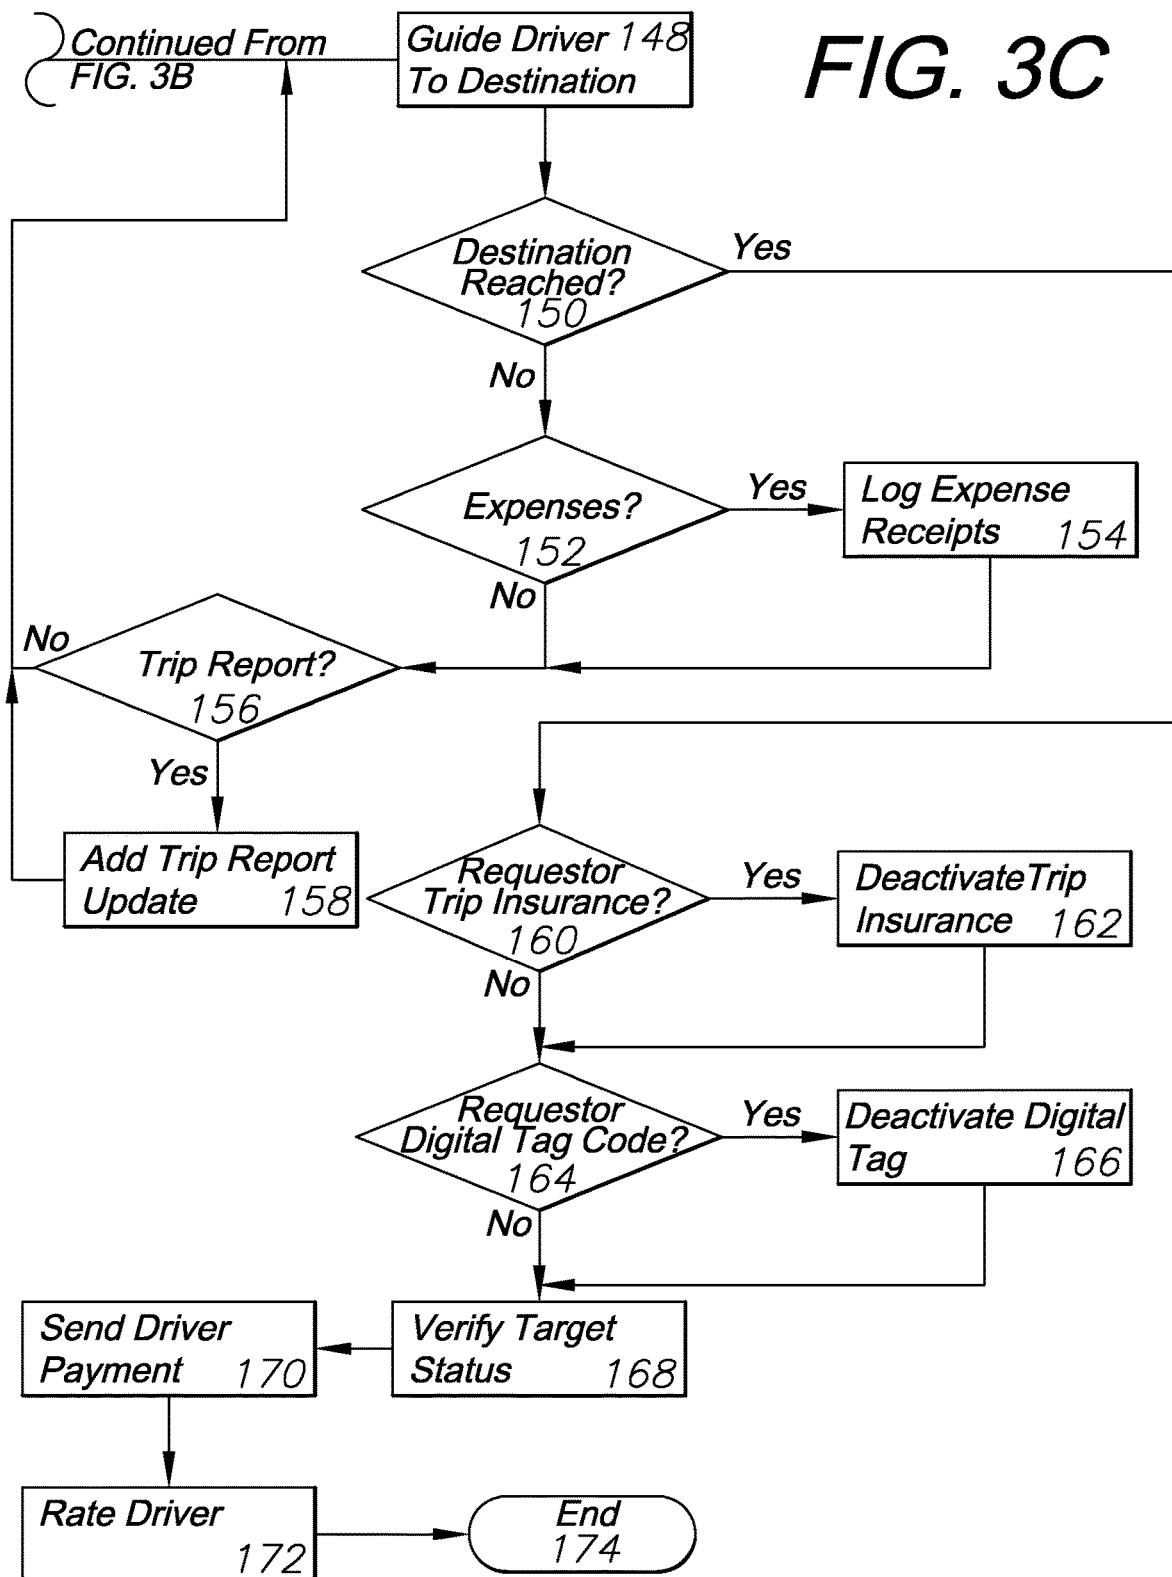 Continued From
FIG. 3B
Guide Driver 148
To Destination
FIG. 3C
Destination
Reached?
150
Yes
No
Expenses?
152
Yes
Log Expense
Receipts 154
No
No
Trip Report?
156
Yes
Add Trip Report
Update 158
Requestor
Trip Insurance?
160
Yes
Deactivate Trip
Insurance 162
No
Requestor
Digital Tag Code?
164
Yes
Deactivate Digital
Tag 166
No
Send Driver
Payment 170
Verify Target
Status 168
Rate Driver
172
End
174